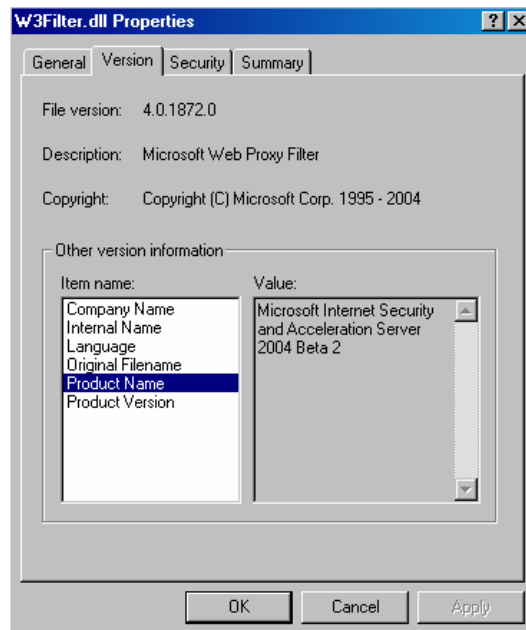 W3Filter.dll Properties
General Version Security Summary
File version: 4.0.1872.0
Description: Microsoft Web Proxy Filter
Copyright: Copyright (C) Microsoft Corp. 1995 - 2004
Other version information
Item name: Value:
Company Name Microsoft Internet Security
Internal Name and Acceleration Server
Language 2004 Beta 2
Original Filename
Product Name
Product Version
OK Cancel Apply